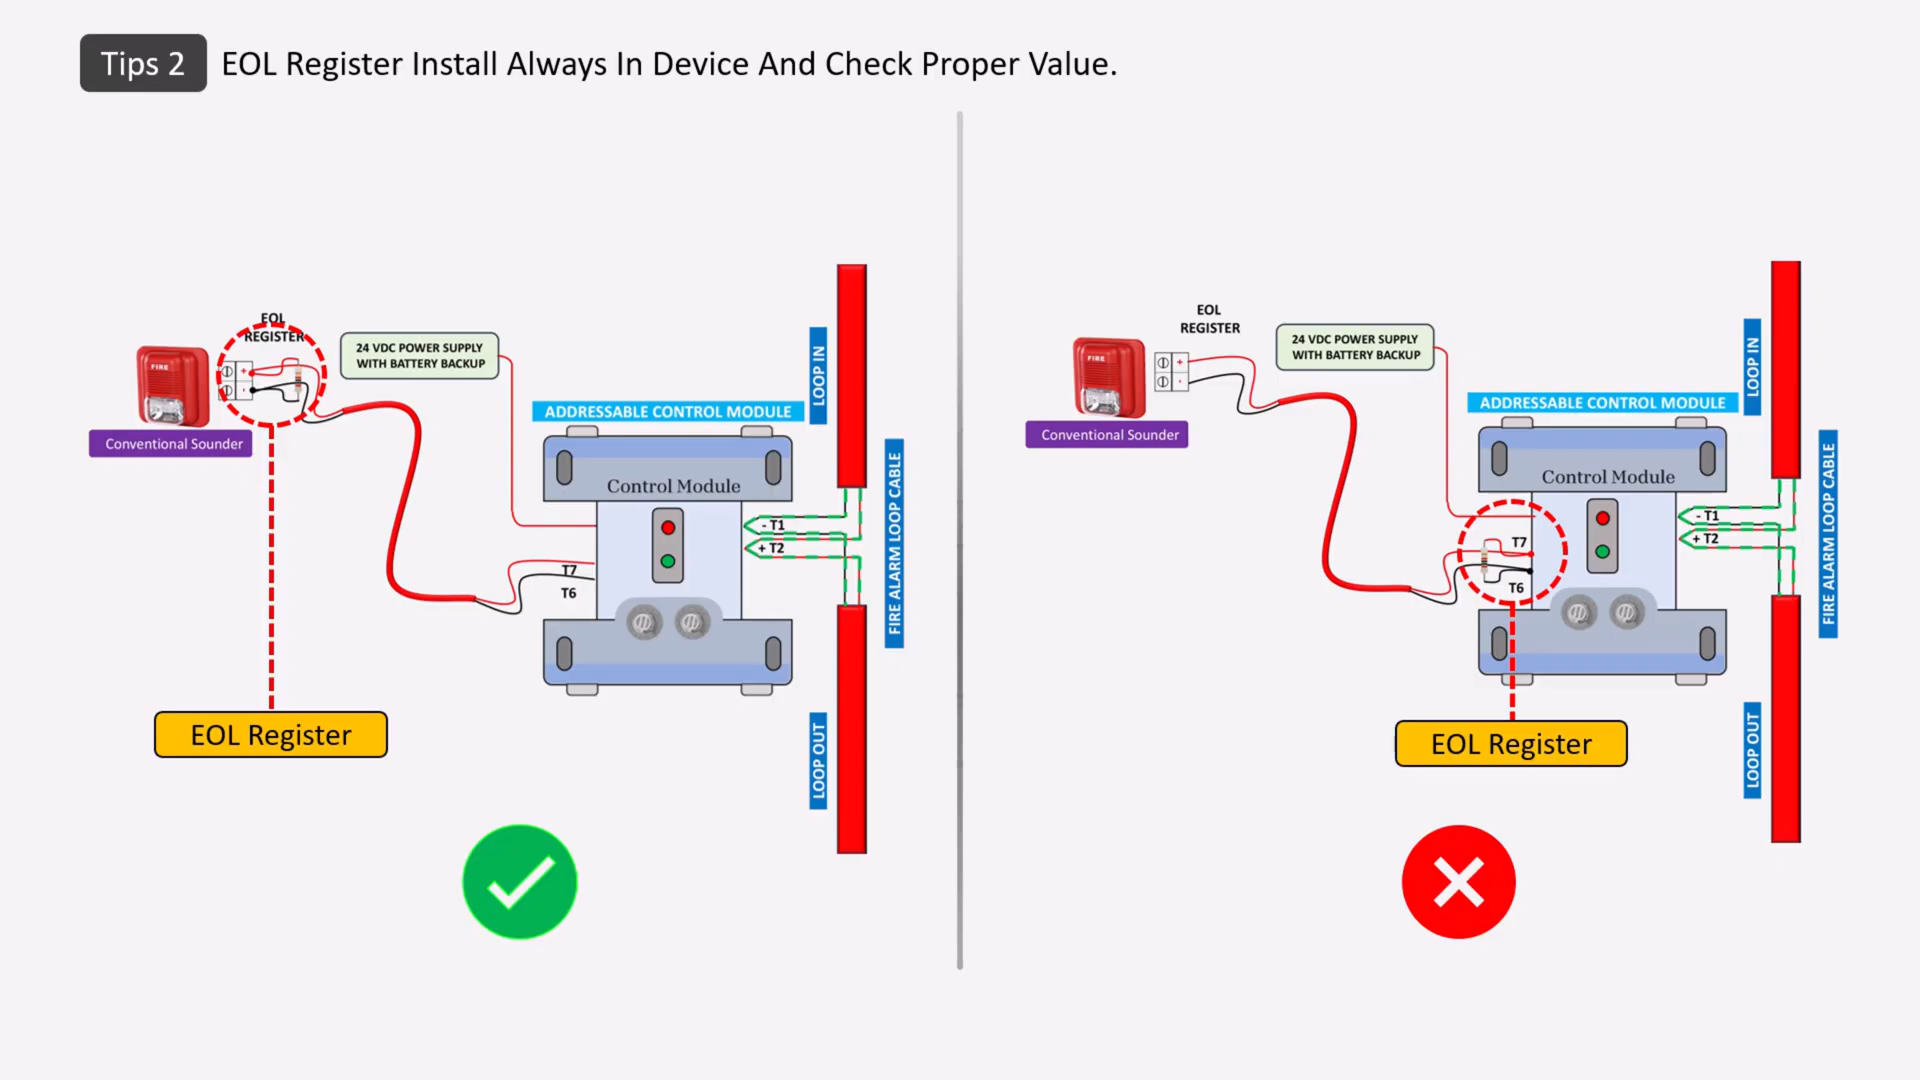 Tips 2
EOL Register Install Always In Device And Check Proper Value.
EOL
REGISTER
24 VDC POWER SUPPLY
WITH BATTERY BACKUP
FIRE
+
-
Conventional Sounder
ADDRESSABLE CONTROL MODULE
Control Module
- T1
+ T2
T7
T6
LOOP IN
FIRE ALARM LOOP CABLE
LOOP OUT
EOL Register
EOL
REGISTER
24 VDC POWER SUPPLY
WITH BATTERY BACKUP
FIRE
+
-
Conventional Sounder
ADDRESSABLE CONTROL MODULE
Control Module
- T1
+ T2
T7
T6
LOOP IN
FIRE ALARM LOOP CABLE
LOOP OUT
EOL Register